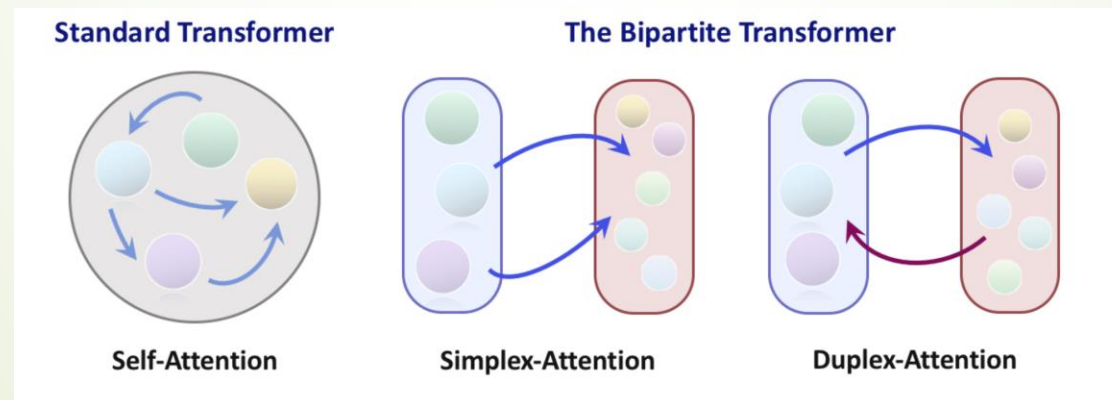 Standard Transformer
The Bipartite Transformer
Self-Attention
Simplex-Attention
Duplex-Attention